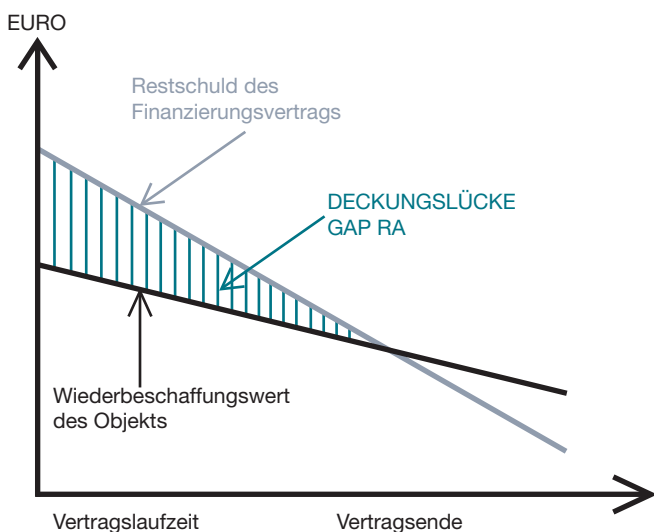 EURO
Restschuld des
Finanzierungsvertrags
DECKUNGSLÜCKE
GAP RA
Wiederbeschaffungswert
des Objekts
Vertragslaufzeit
Vertragsende